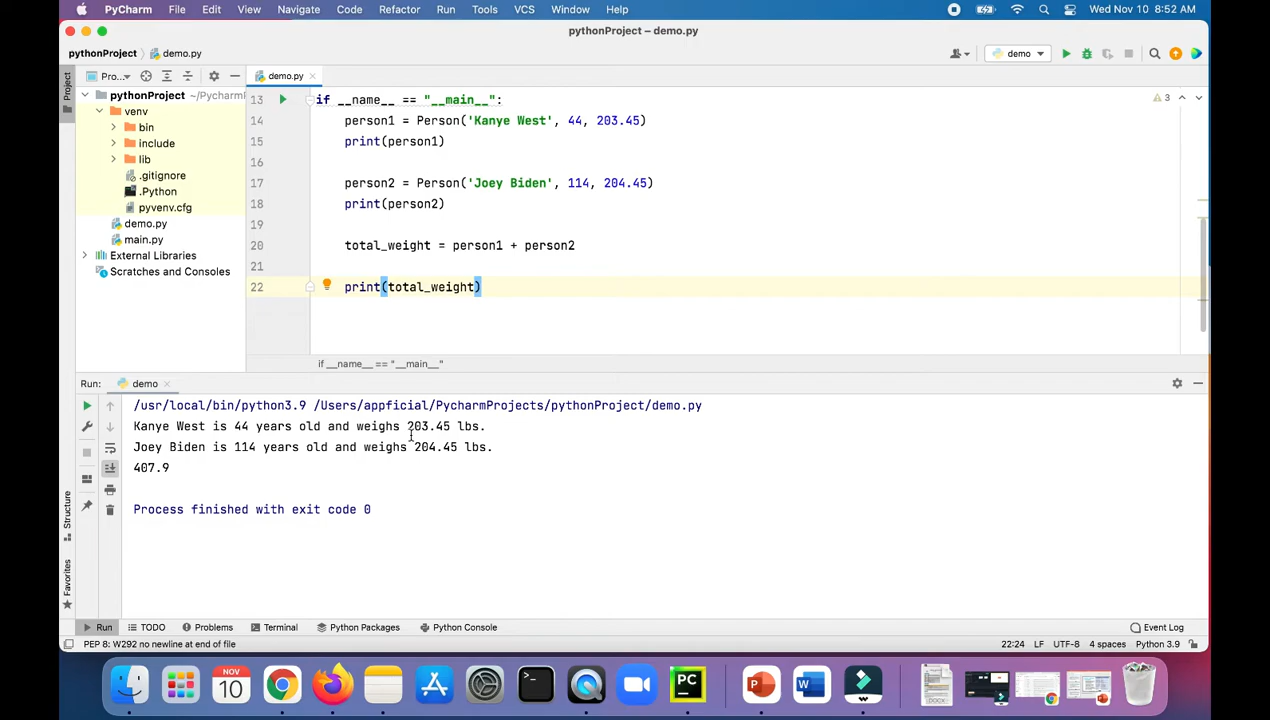 PyCharm File Edit View Navigate Code Refactor Run Tools VCS Window Help Wed Nov 10 8:52 AM
pythonProject – demo.py
pythonProject demo.py demo
Project Pro... demo.py
pythonProject ~/PycharmF
venv
bin
include
lib
.gitignore
.Python
pyvenv.cfg
demo.py
main.py
External Libraries
Scratches and Consoles
13 if __name__ == "__main__":
14 person1 = Person('Kanye West', 44, 203.45)
15 print(person1)
16
17 person2 = Person('Joey Biden', 114, 204.45)
18 print(person2)
19
20 total_weight = person1 + person2
21
22 print(total_weight)
3
if __name__ == "__main__"
Run: demo
/usr/local/bin/python3.9 /Users/appficial/PycharmProjects/pythonProject/demo.py
Kanye West is 44 years old and weighs 203.45 lbs.
Joey Biden is 114 years old and weighs 204.45 lbs.
407.9
Process finished with exit code 0
Structure
Favorites
Run TODO Problems Terminal Python Packages Python Console Event Log
PEP 8: W292 no newline at end of file 22:24 LF UTF-8 4 spaces Python 3.9
NOV
10
PC
P
W